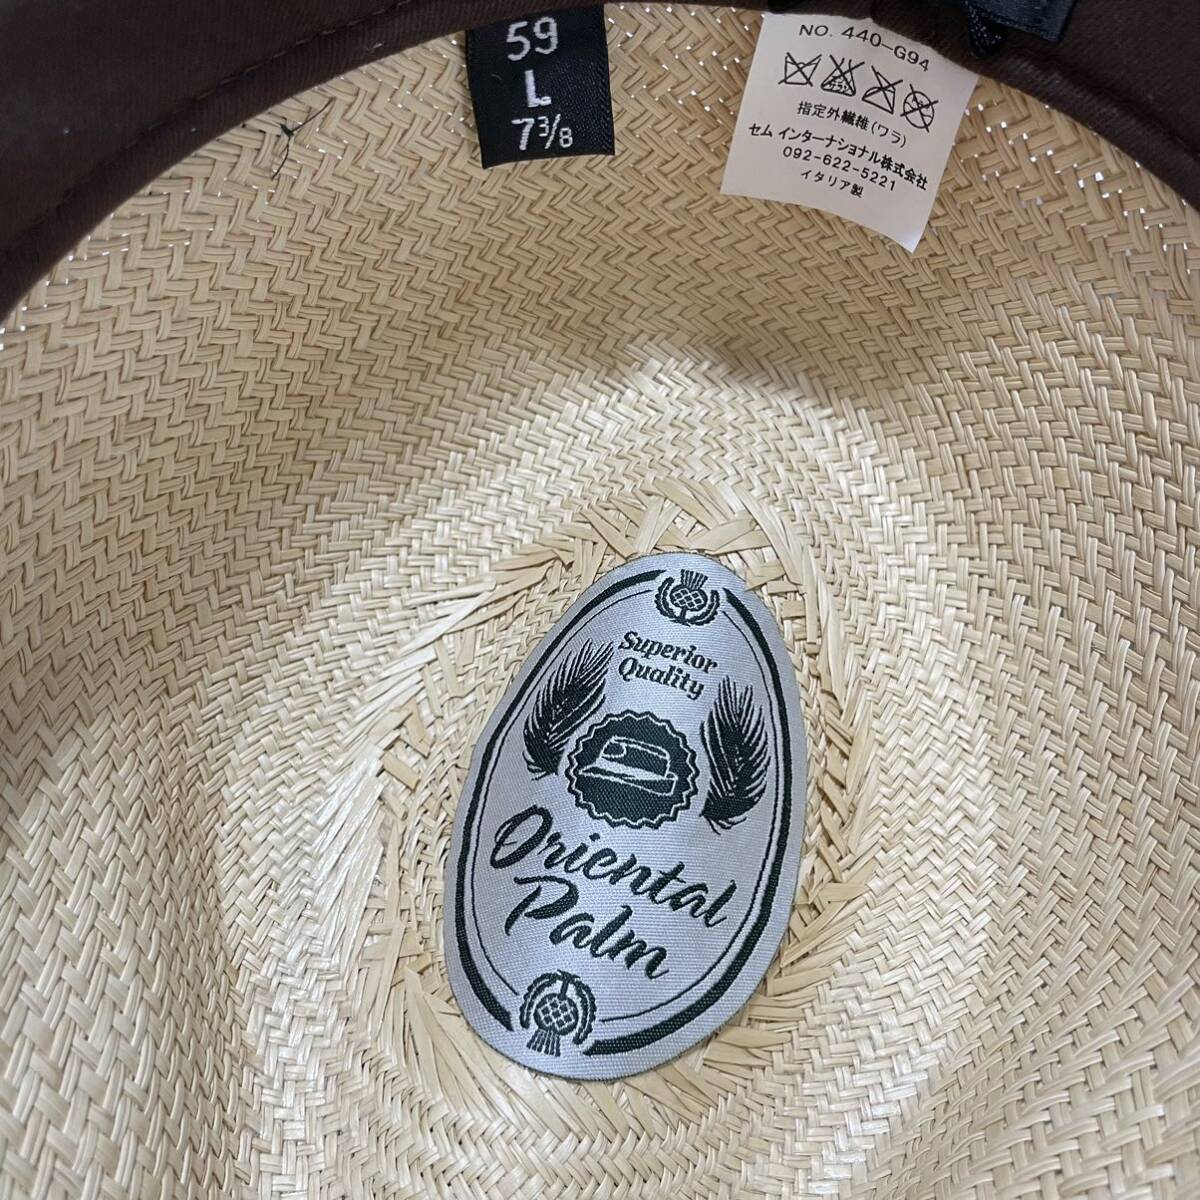 59
L
7 3/8
NO. 440-G94
指定外繊維(ワラ)
セム インターナショナル株式会社
092-622-5221
イタリア製
Superior
Quality
Oriental
Palm